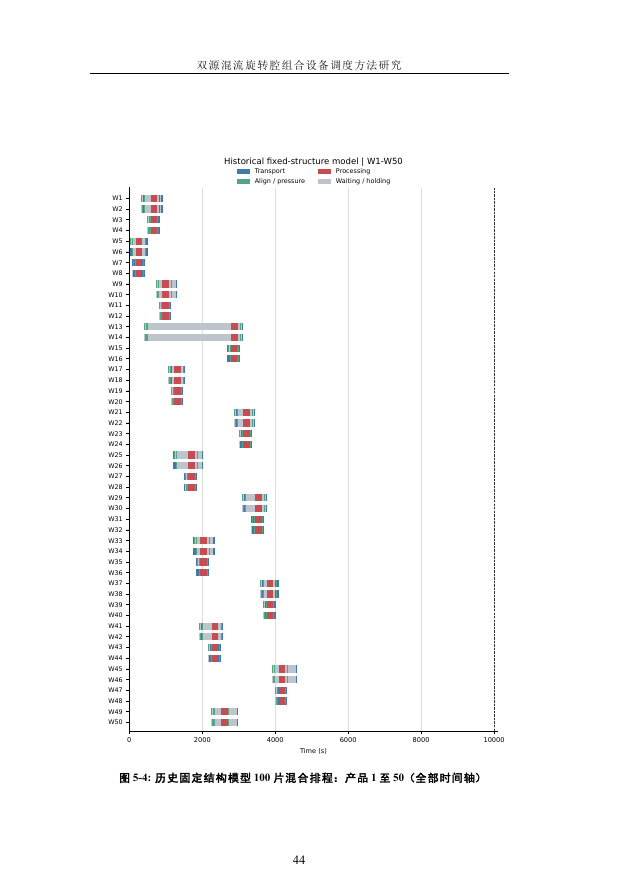 双源混流旋转腔组合设备调度方法研究
Historical fixed-structure model | W1-W50
Transport Processing
Align / pressure Waiting / holding
W1
W2
W3
W4
W5
W6
W7
W8
W9
W10
W11
W12
W13
W14
W15
W16
W17
W18
W19
W20
W21
W22
W23
W24
W25
W26
W27
W28
W29
W30
W31
W32
W33
W34
W35
W36
W37
W38
W39
W40
W41
W42
W43
W44
W45
W46
W47
W48
W49
W50
0 2000 4000 6000 8000 10000
Time (s)
图 5-4: 历史固定结构模型 100 片混合排程：产品 1 至 50（全部时间轴）
44